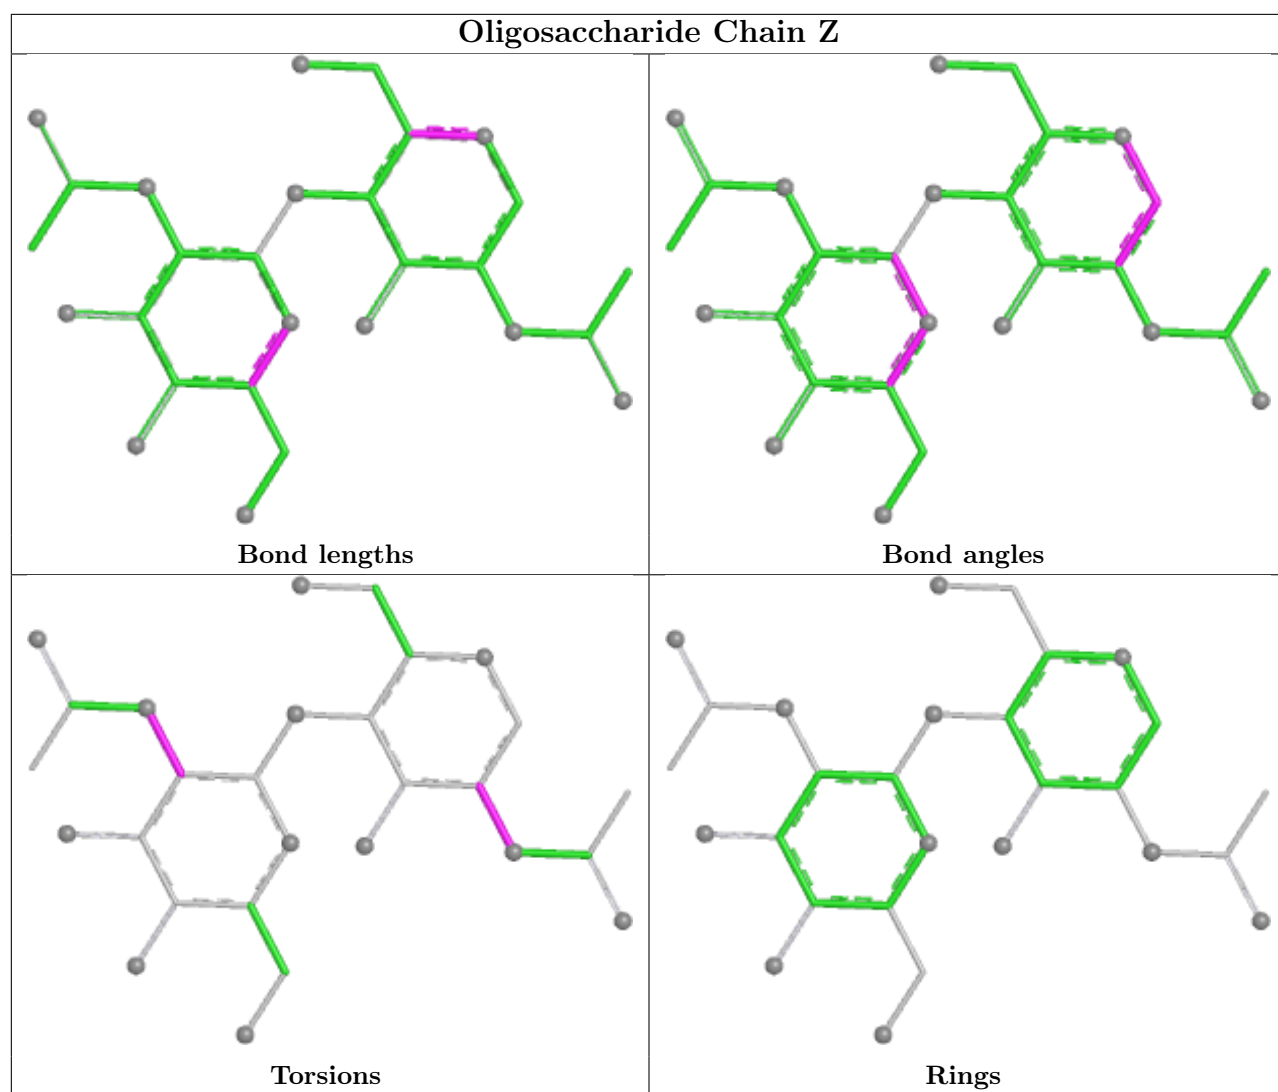 Oligosaccharide Chain Z
Bond lengths
Bond angles
Torsions
Rings